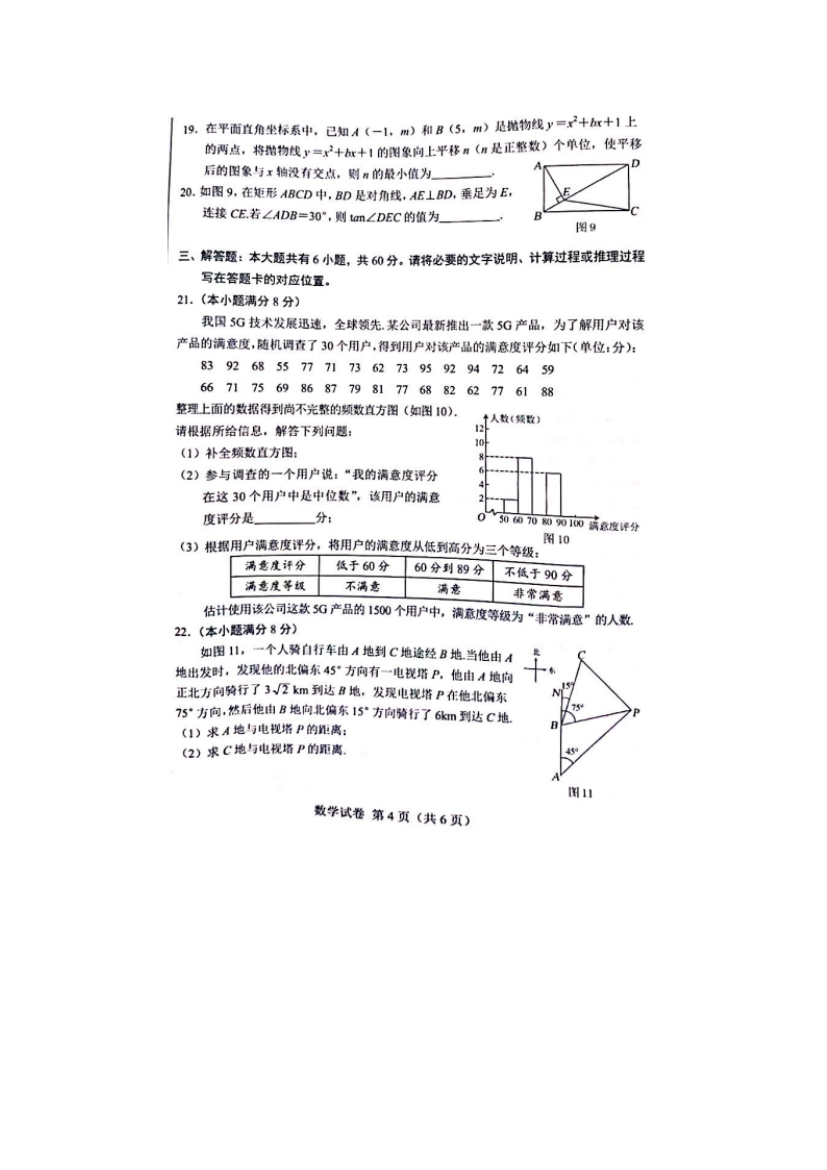 19．在平面直角坐标系中，已知 A（－1，m）和 B（5，m）是抛物线 y＝x²＋bx＋1 上
的两点，将抛物线 y＝x²＋bx＋1 的图象向上平移 n（n 是正整数）个单位，使平移
后的图象与 x 轴没有交点，则 n 的最小值为________．
20．如图 9，在矩形 ABCD 中，BD 是对角线，AE⊥BD，垂足为 E，
连接 CE.若∠ADB＝30°，则 tan∠DEC 的值为________．
A
D
E
B
C
图 9
三、解答题：本大题共有 6 小题，共 60 分。请将必要的文字说明、计算过程或推理过程
写在答题卡的对应位置。
21．（本小题满分 8 分）
我国 5G 技术发展迅速，全球领先.某公司最新推出一款 5G 产品，为了解用户对该
产品的满意度，随机调查了 30 个用户，得到用户对该产品的满意度评分如下（单位：分）：
83 92 68 55 77 71 73 62 73 95 92 94 72 64 59
66 71 75 69 86 87 79 81 77 68 82 62 77 61 88
整理上面的数据得到尚不完整的频数直方图（如图 10）．
请根据所给信息，解答下列问题：
（1）补全频数直方图；
（2）参与调查的一个用户说：“我的满意度评分
在这 30 个用户中是中位数”，该用户的满意
度评分是________分；
人数（频数）
12
10
8
6
4
2
O 50 60 70 80 90 100 满意度评分
图 10
（3）根据用户满意度评分，将用户的满意度从低到高分为三个等级：
满意度评分 低于 60 分 60 分到 89 分 不低于 90 分
满意度等级 不满意 满意 非常满意
估计使用该公司这款 5G 产品的 1500 个用户中，满意度等级为“非常满意”的人数.
22．（本小题满分 8 分）
如图 11，一个人骑自行车由 A 地到 C 地途经 B 地.当他由 A
地出发时，发现他的北偏东 45° 方向有一电视塔 P，他由 A 地向
正北方向骑行了 3√2 km 到达 B 地，发现电视塔 P 在他北偏东
75° 方向，然后他由 B 地向北偏东 15° 方向骑行了 6km 到达 C 地.
（1）求 A 地与电视塔 P 的距离；
（2）求 C 地与电视塔 P 的距离.
北
东
C
N
15°
75°
P
B
45°
A
图 11
数学试卷 第 4 页（共 6 页）